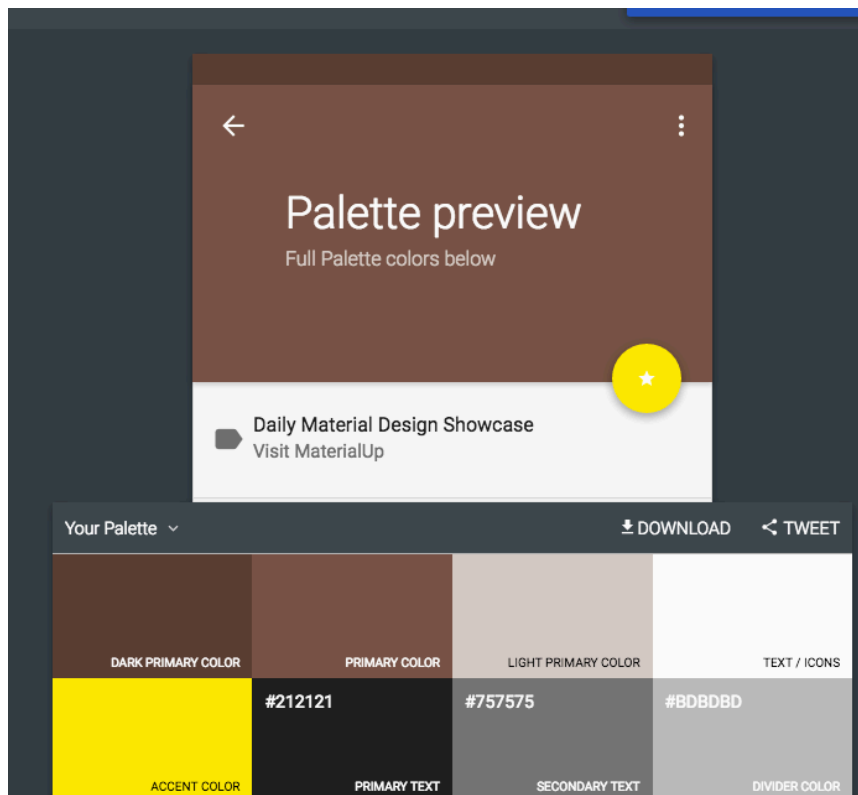 Palette preview
Full Palette colors below
Daily Material Design Showcase
Visit MaterialUp
Your Palette
DOWNLOAD
TWEET
DARK PRIMARY COLOR
PRIMARY COLOR
LIGHT PRIMARY COLOR
TEXT / ICONS
#212121
#757575
#BDBDBD
ACCENT COLOR
PRIMARY TEXT
SECONDARY TEXT
DIVIDER COLOR